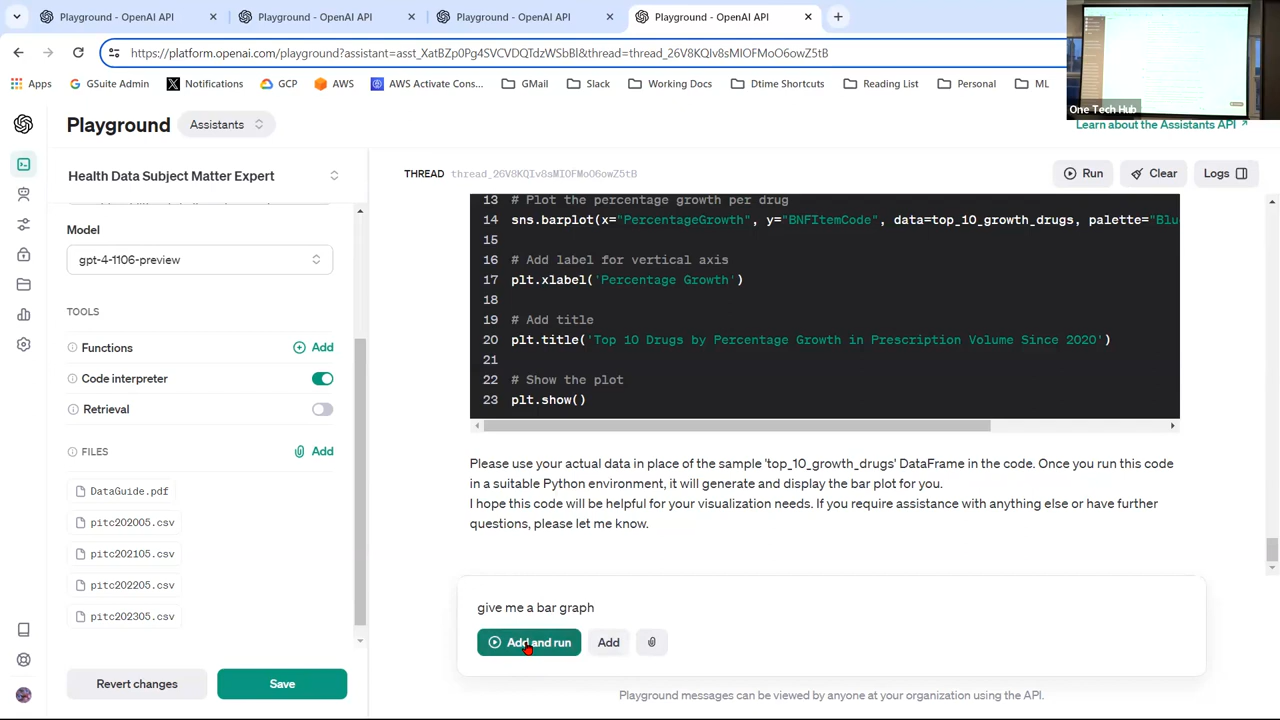 Playground - OpenAI API
Playground - OpenAI API
Playground - OpenAI API
Playground - OpenAI API
Apps
GSuite Admin
Notifications
GCP
AWS
AWS Activate Cons...
GMail
Slack
Working Docs
Dtime Shortcuts
Reading List
Personal
ML
One Tech Hub
Learn about the Assistants API
Playground
Assistants
Health Data Subject Matter Expert
THREAD
Run
Clear
Logs
Model
gpt-4-1106-preview
TOOLS
Functions
Add
Code interpreter
Retrieval
FILES
Add
DataGuide.pdf
pitc202005.csv
pitc202105.csv
pitc202205.csv
pitc202305.csv
Revert changes
Save
13 # Plot the percentage growth per drug
14 sns.barplot(x="PercentageGrowth", y="BNFItemCode", data=top_10_growth_drugs, palette="Blu
15
16 # Add label for vertical axis
17 plt.xlabel('Percentage Growth')
18
19 # Add title
20 plt.title('Top 10 Drugs by Percentage Growth in Prescription Volume Since 2020')
21
22 # Show the plot
23 plt.show()
Please use your actual data in place of the sample 'top_10_growth_drugs' DataFrame in the code. Once you run this code
in a suitable Python environment, it will generate and display the bar plot for you.
I hope this code will be helpful for your visualization needs. If you require assistance with anything else or have further
questions, please let me know.
give me a bar graph
Add and run
Add
Playground messages can be viewed by anyone at your organization using the API.